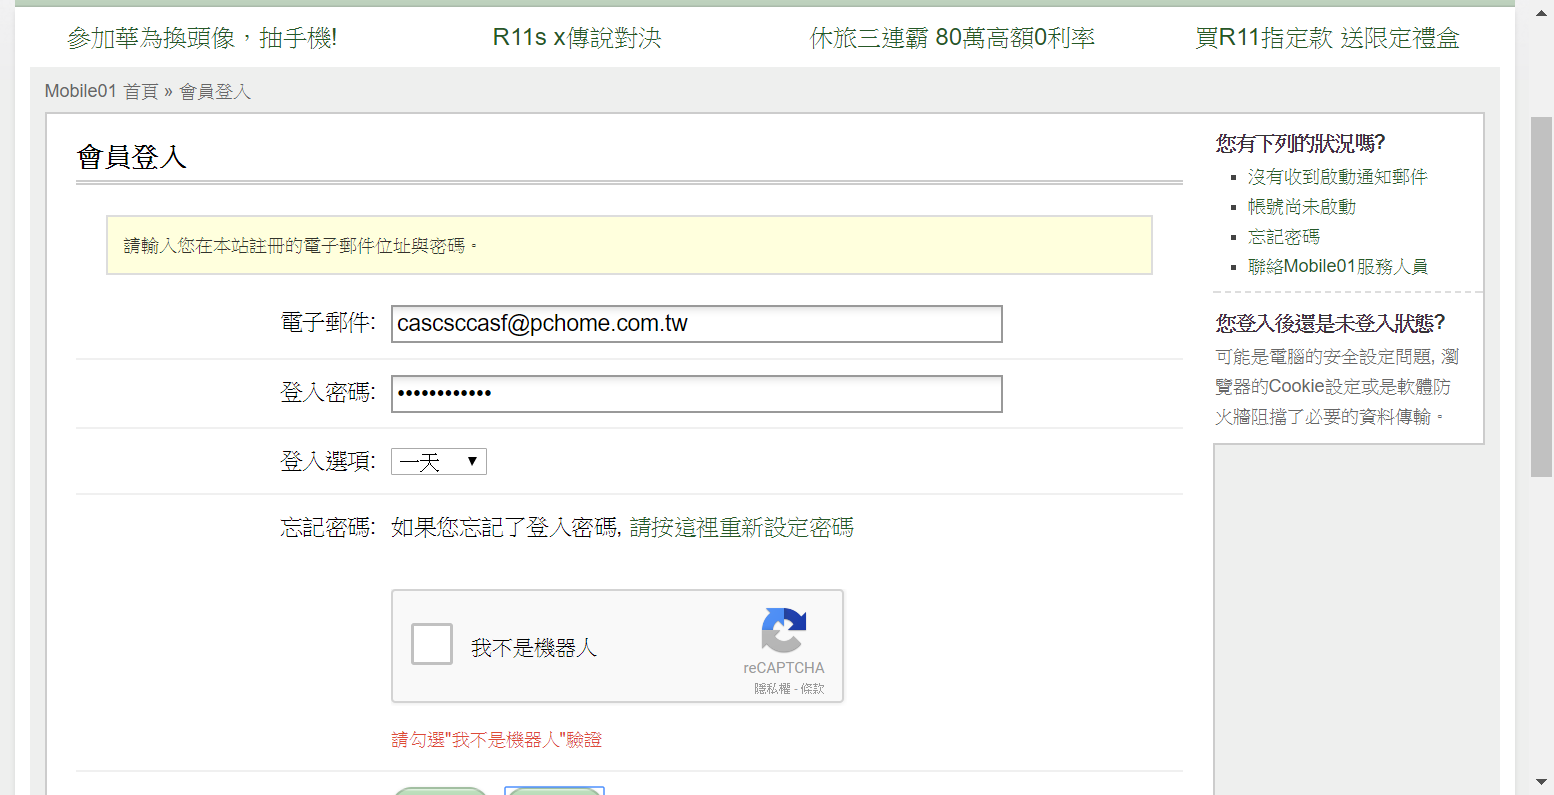 參加華為換頭像，抽手機!
R11s x傳說對決
休旅三連霸 80萬高額0利率
買R11指定款 送限定禮盒
Mobile01 首頁 » 會員登入
會員登入
請輸入您在本站註冊的電子郵件位址與密碼。
電子郵件: cascsccasf@pchome.com.tw
登入密碼: ••••••••••••
登入選項: 一天 ▼
忘記密碼: 如果您忘記了登入密碼, 請按這裡重新設定密碼
我不是機器人
reCAPTCHA
隱私權 - 條款
請勾選"我不是機器人"驗證
您有下列的狀況嗎?
沒有收到啟動通知郵件
帳號尚未啟動
忘記密碼
聯絡Mobile01服務人員
您登入後還是未登入狀態?
可能是電腦的安全設定問題, 瀏
覽器的Cookie設定或是軟體防
火牆阻擋了必要的資料傳輸。